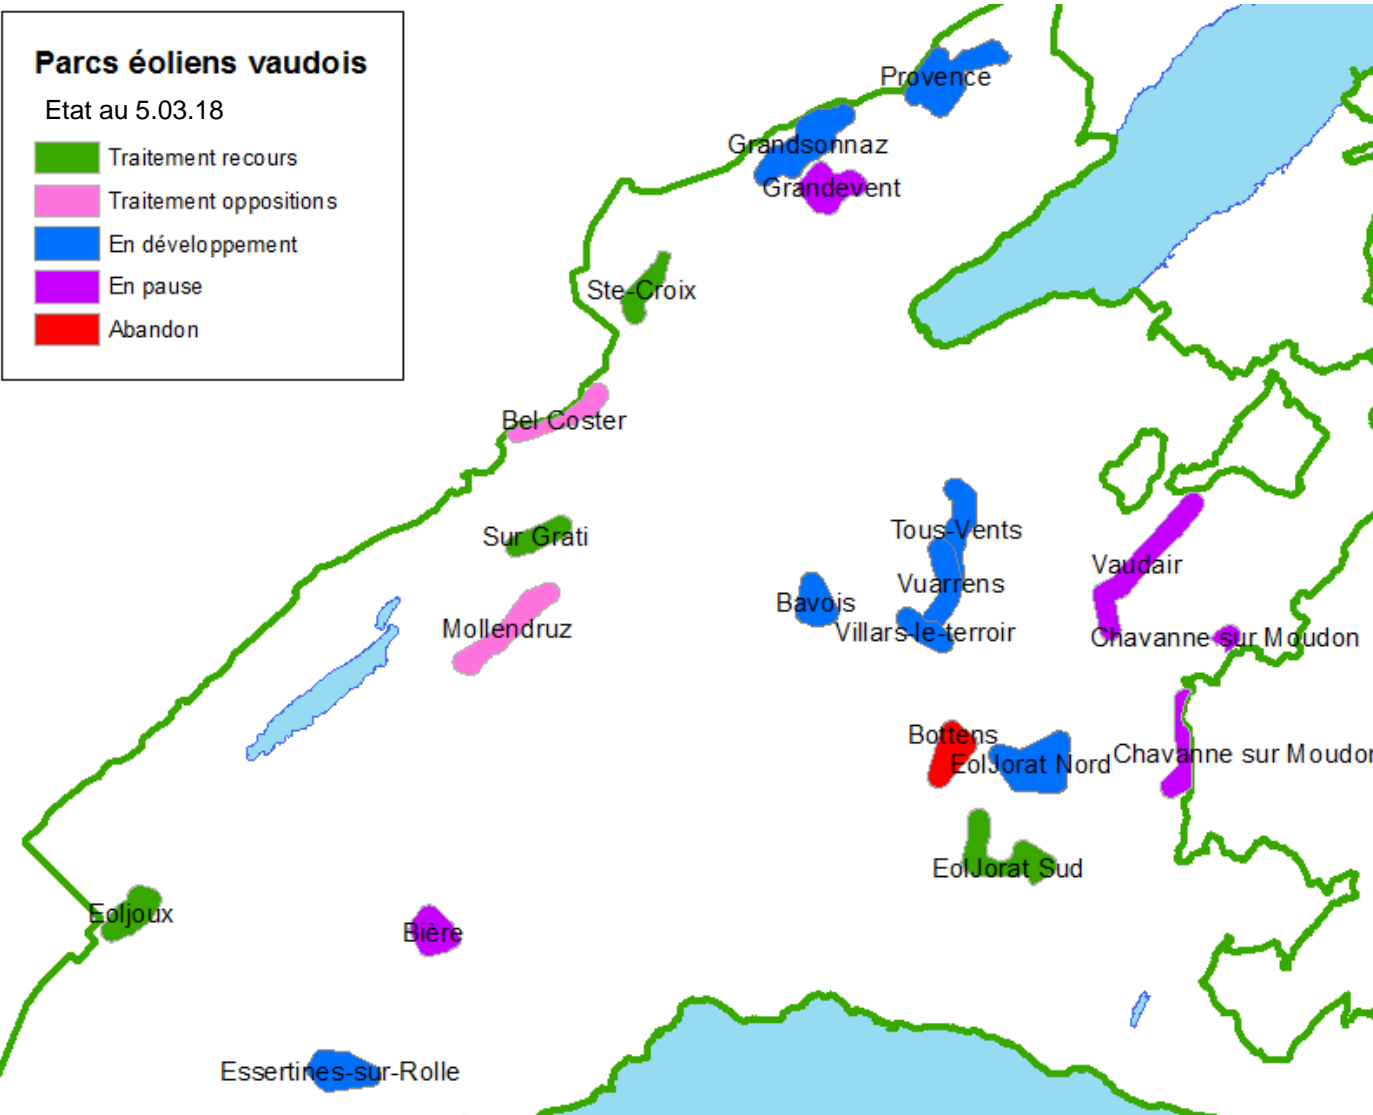 Parcs éoliens vaudois
Etat au 5.03.18
Traitement recours
Traitement oppositions
En développement
En pause
Abandon
Provence
Grandsonnaz
Grandevent
Ste-Croix
Bel Coster
Sur Grati
Tous-Vents
Vaudair
Vuarrens
Bavois
Mollendruz
Villars-le-terroir
Chavanne sur Moudon
Bottens
EolJorat Nord
Chavanne sur Moudon
EolJorat Sud
Eoljoux
Bière
Essertines-sur-Rolle